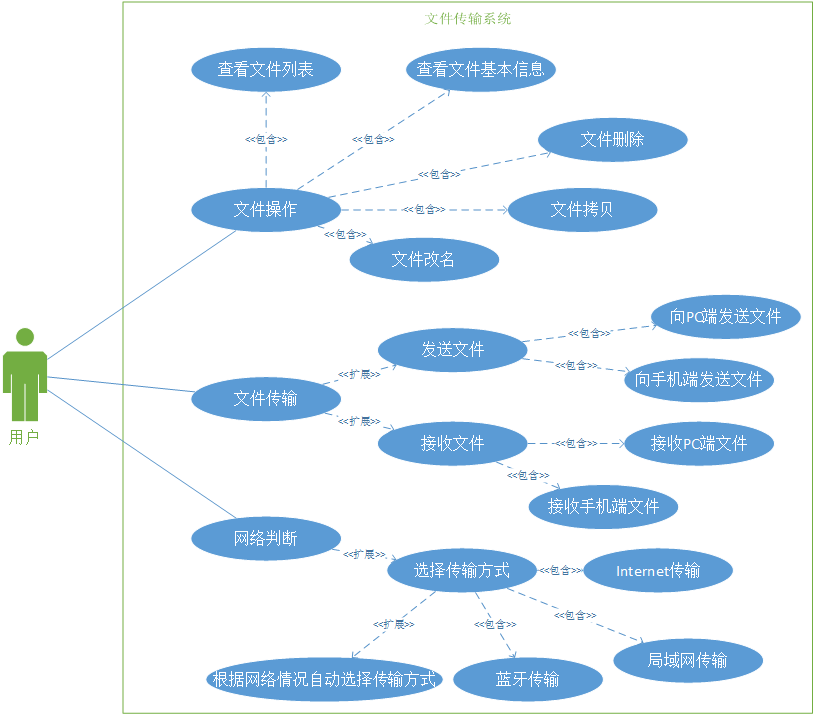 文件传输系统
查看文件列表
查看文件基本信息
<<包含>>
<<包含>>
文件删除
<<包含>>
文件操作
<<包含>>
文件拷贝
<<包含>>
文件改名
向PC端发送文件
<<包含>>
发送文件
<<包含>>
<<扩展>>
向手机端发送文件
文件传输
<<扩展>>
用户
接收文件
<<包含>>
接收PC端文件
<<包含>>
接收手机端文件
网络判断
<<扩展>>
选择传输方式
<<包含>>
Internet传输
<<包含>>
<<扩展>>
<<包含>>
局域网传输
根据网络情况自动选择传输方式
蓝牙传输